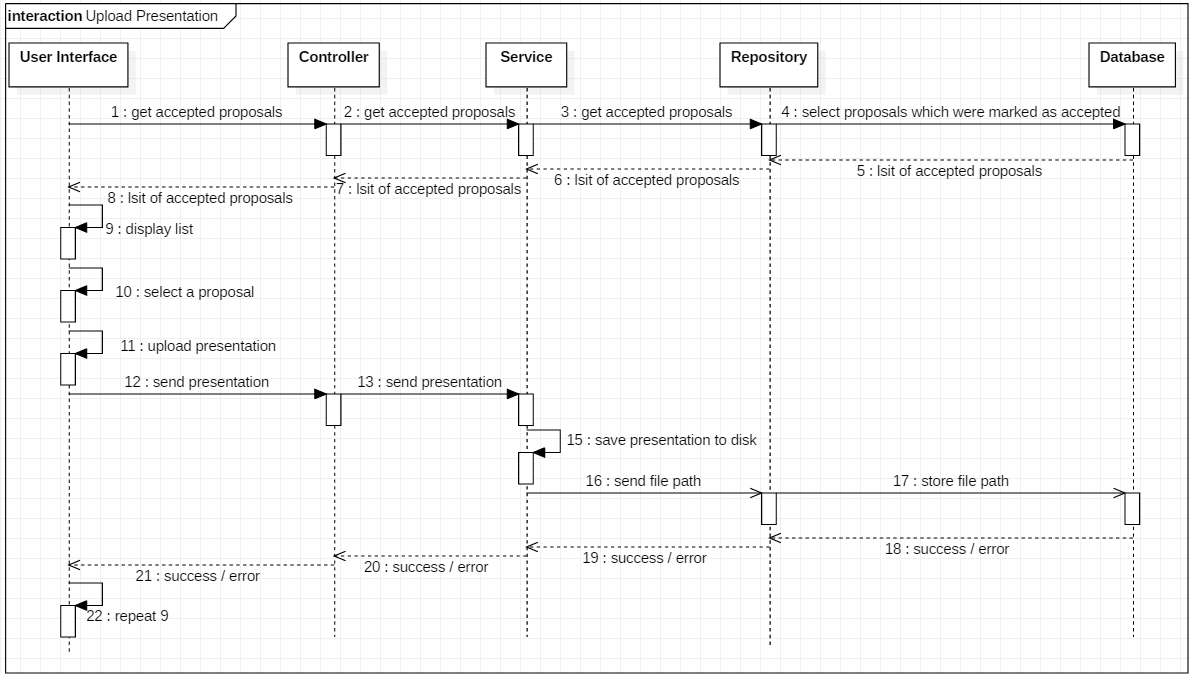 interaction Upload Presentation
User Interface
Controller
Service
Repository
Database
1 : get accepted proposals
2 : get accepted proposals
3 : get accepted proposals
4 : select proposals which were marked as accepted
5 : lsit of accepted proposals
6 : lsit of accepted proposals
7 : lsit of accepted proposals
8 : lsit of accepted proposals
9 : display list
10 : select a proposal
11 : upload presentation
12 : send presentation
13 : send presentation
15 : save presentation to disk
16 : send file path
17 : store file path
18 : success / error
19 : success / error
20 : success / error
21 : success / error
22 : repeat 9